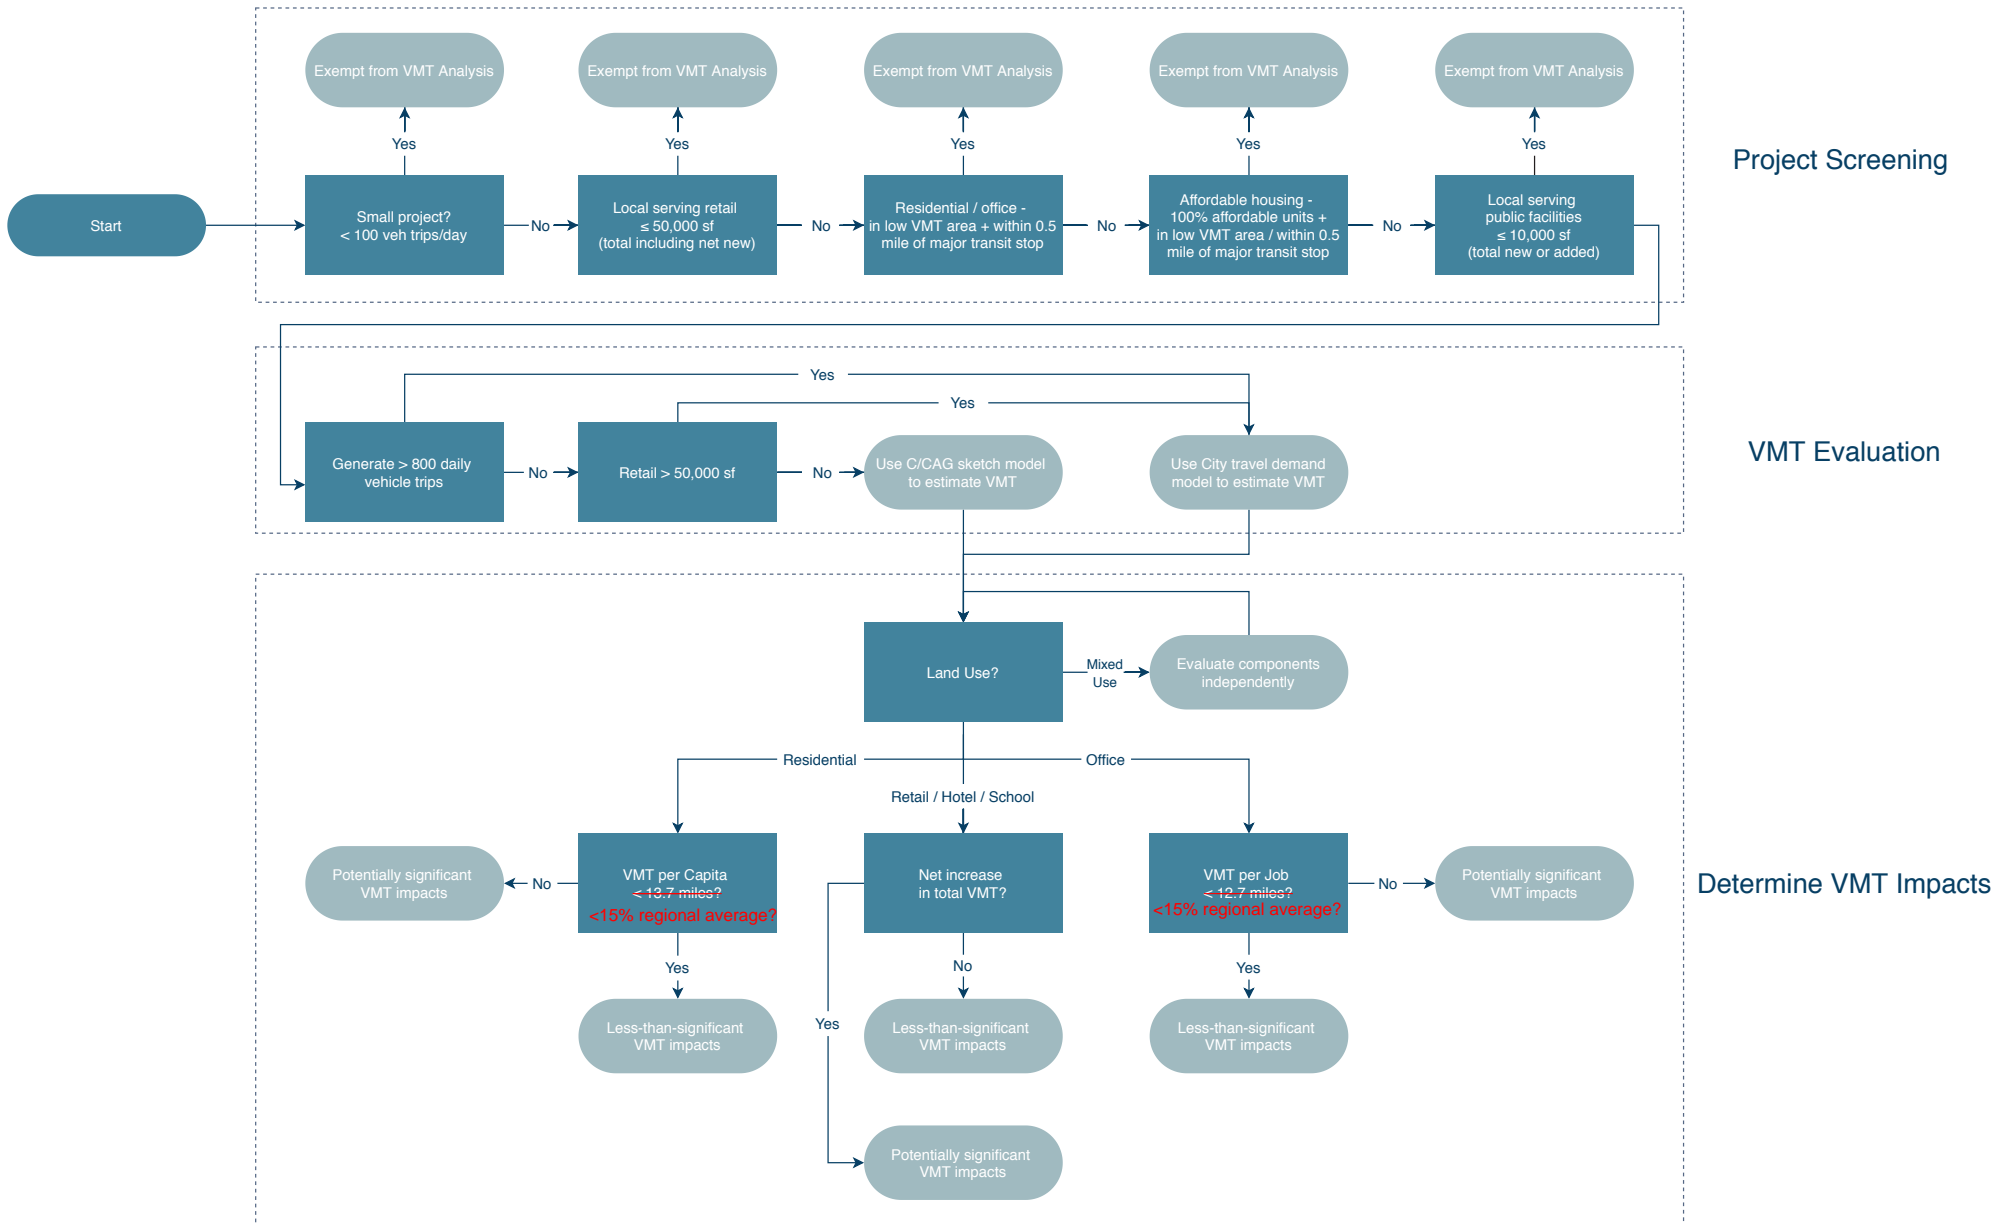 Exempt from VMT Analysis
Exempt from VMT Analysis
Exempt from VMT Analysis
Exempt from VMT Analysis
Exempt from VMT Analysis
Yes
Yes
Yes
Yes
Yes
Project Screening
Start
Small project?
< 100 veh trips/day
No
Local serving retail
≤ 50,000 sf
(total including net new)
No
Residential / office -
in low VMT area + within 0.5
mile of major transit stop
No
Affordable housing -
100% affordable units +
in low VMT area / within 0.5
mile of major transit stop
No
Local serving
public facilities
≤ 10,000 sf
(total new or added)
Yes
Yes
Generate > 800 daily
vehicle trips
No
Retail > 50,000 sf
No
Use C/CAG sketch model
to estimate VMT
Use City travel demand
model to estimate VMT
VMT Evaluation
Land Use?
Mixed
Use
Evaluate components
independently
Residential
Office
Retail / Hotel / School
Potentially significant
VMT impacts
No
VMT per Capita
< 13.7 miles?
<15% regional average?
Net increase
in total VMT?
VMT per Job
< 12.7 miles?
<15% regional average?
No
Potentially significant
VMT impacts
Determine VMT Impacts
Yes
No
Yes
Less-than-significant
VMT impacts
Yes
Less-than-significant
VMT impacts
Less-than-significant
VMT impacts
Potentially significant
VMT impacts